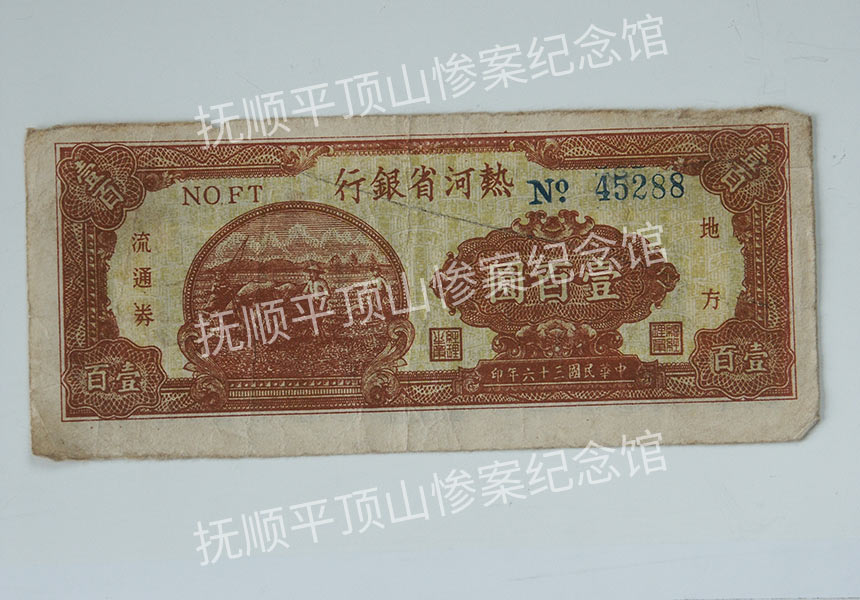 抚顺平顶山惨案纪念馆
行銀省河熱
NO.FT
Nº 45288
壹百
壹百
地方
流通券
圓百壹
抚顺平顶山惨案纪念馆
百壹
百壹
印年六十三國民華中
抚顺平顶山惨案纪念馆